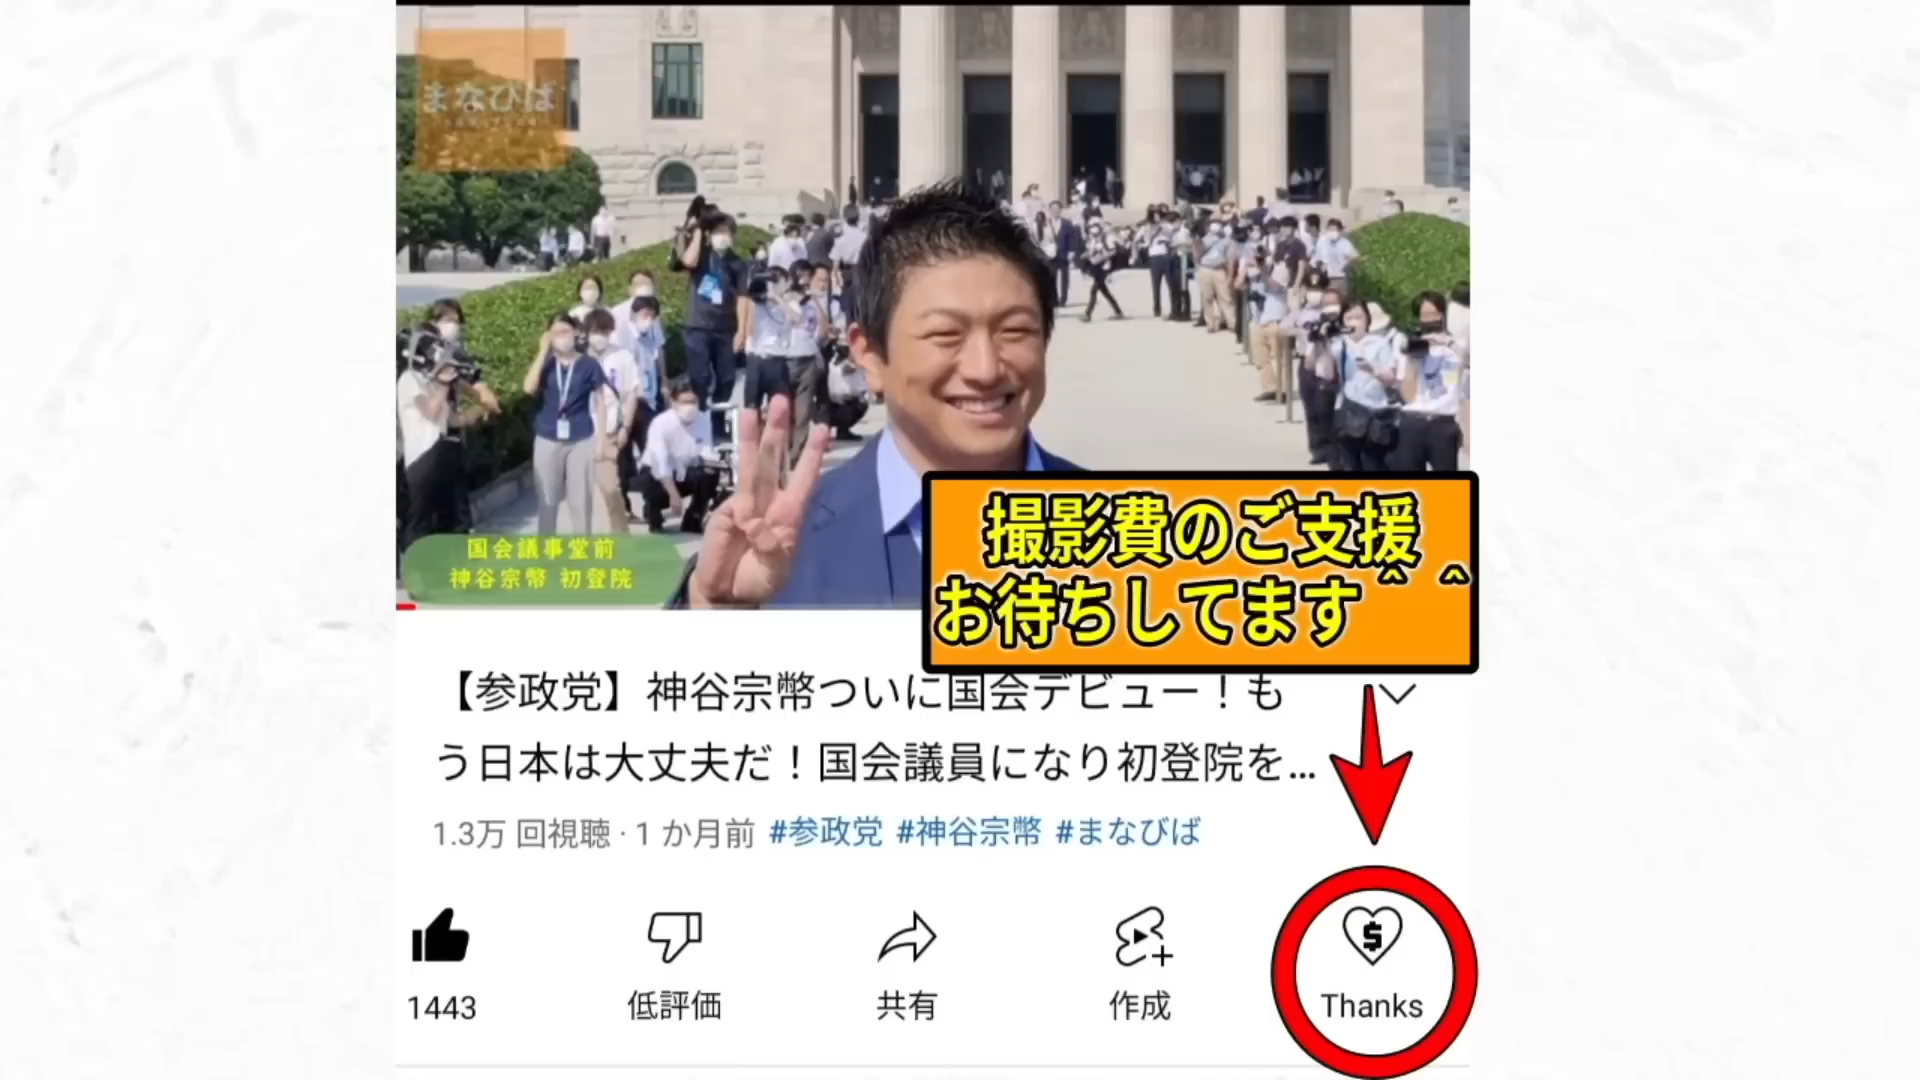 まなびば
国会議事堂前
神谷宗幣 初登院
撮影費のご支援
お待ちしてます^ ^
【参政党】神谷宗幣ついに国会デビュー！も
う日本は大丈夫だ！国会議員になり初登院を...
1.3万 回視聴・1 か月前 #参政党 #神谷宗幣 #まなびば
1443
低評価
共有
作成
$
Thanks